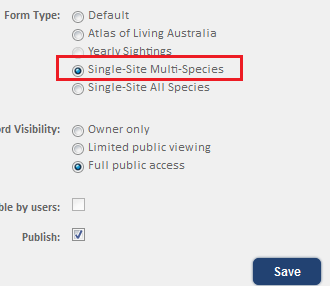 Form Type: Default
Atlas of Living Australia
Yearly Sightings
Single-Site Multi-Species
Single-Site All Species
rd Visibility: Owner only
Limited public viewing
Full public access
ble by users:
Publish:
Save